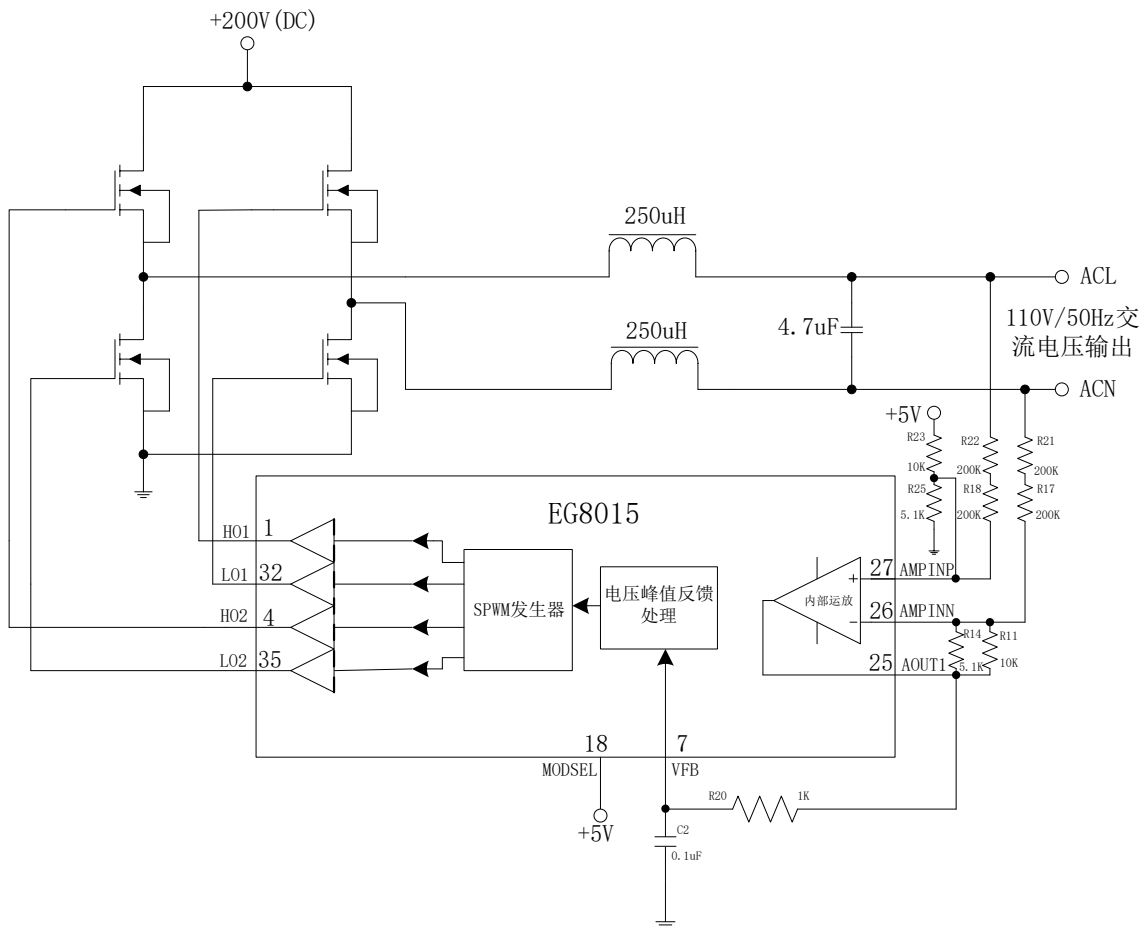 +200V(DC)
250uH
ACL
4.7uF
110V/50Hz交
流电压输出
250uH
ACN
+5V
R23
10K
R22
200K
R21
200K
R25
5.1K
R18
200K
R17
200K
EG8015
HO1
1
LO1
32
HO2
4
LO2
35
SPWM发生器
电压峰值反馈
处理
内部运放
+
27
AMPINP
-
26
AMPINN
R14
5.1K
R11
10K
25
AOUT1
18
MODSEL
7
VFB
+5V
R20
1K
C2
0.1uF